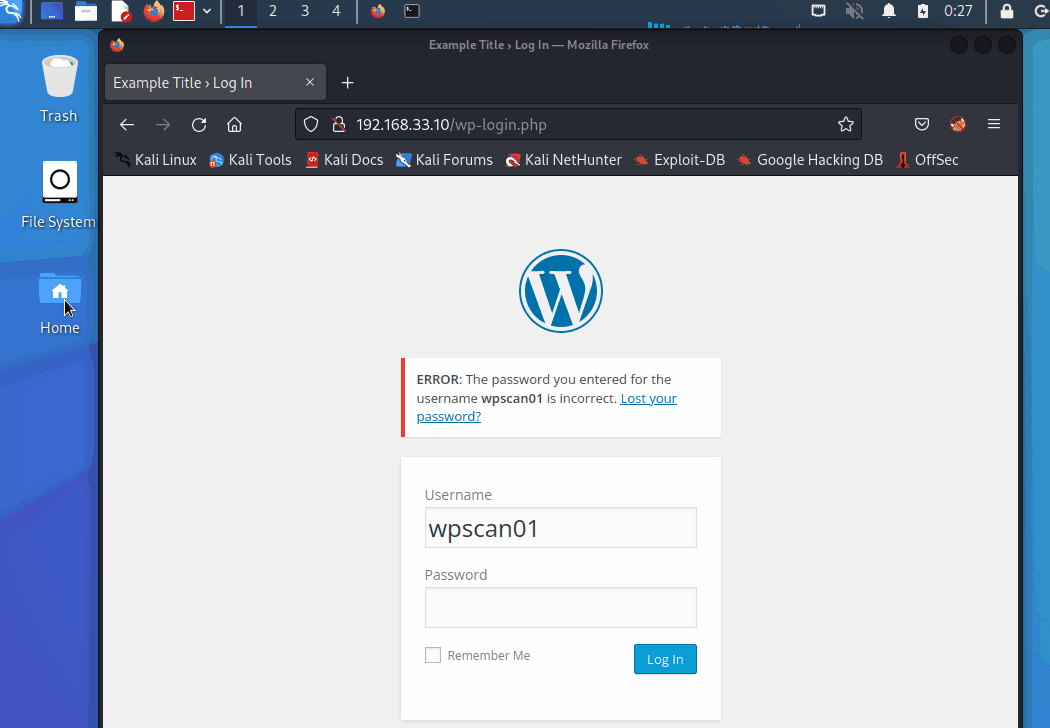 1 2 3 4 0:27
Example Title › Log In — Mozilla Firefox
Example Title › Log In
192.168.33.10/wp-login.php
Kali Linux Kali Tools Kali Docs Kali Forums Kali NetHunter Exploit-DB Google Hacking DB OffSec
Trash
File System
Home
ERROR: The password you entered for the
username wpscan01 is incorrect. Lost your
password?
Username
wpscan01
Password
Remember Me
Log In